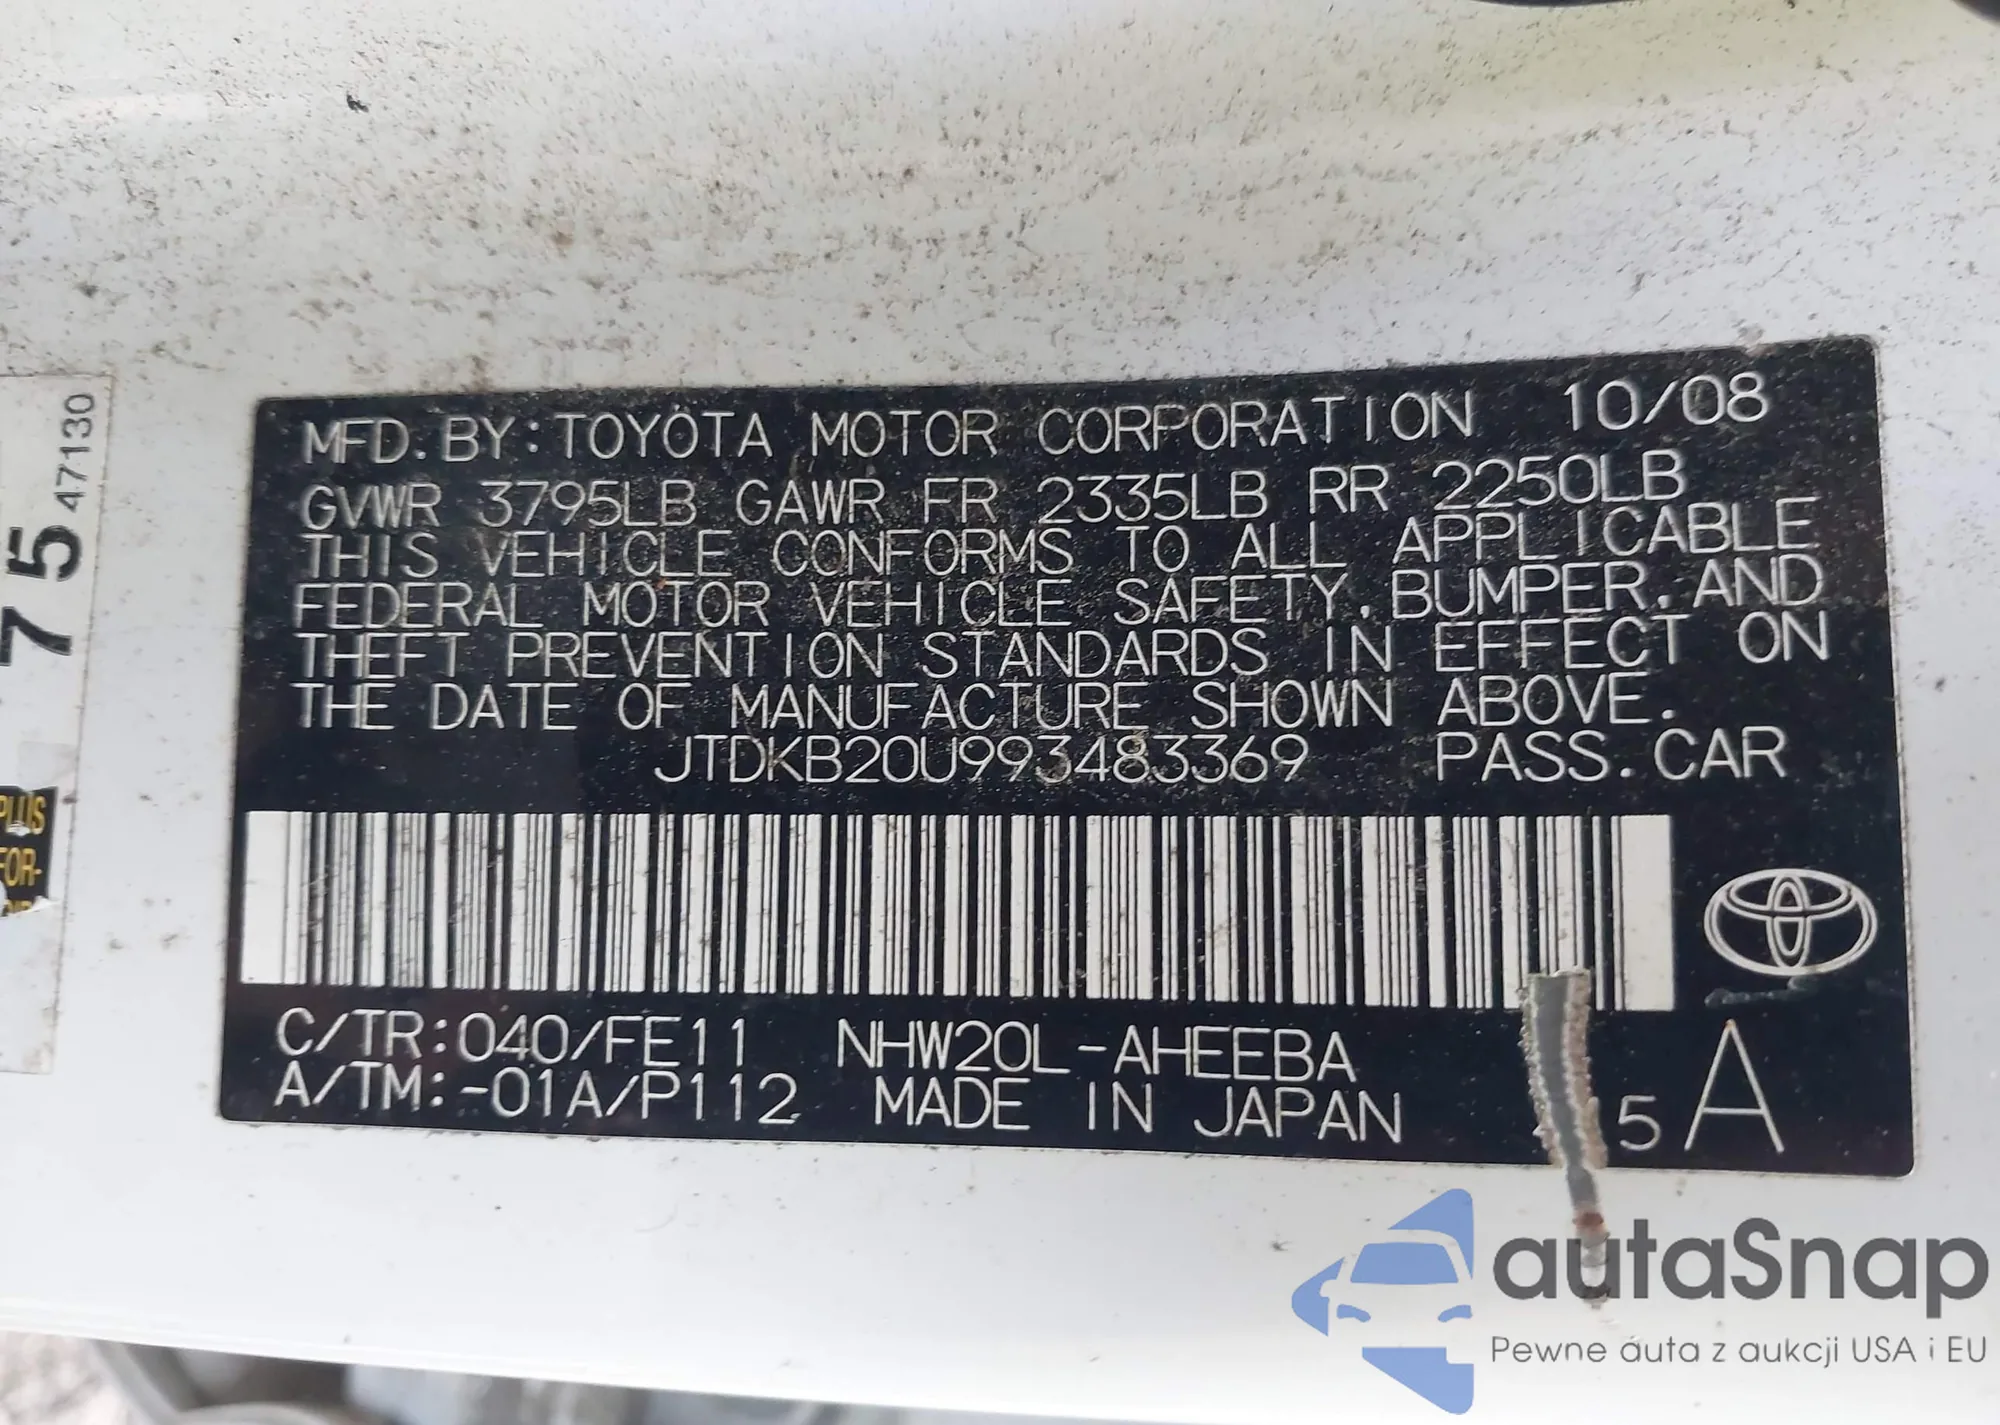 MFD. BY: TOYOTA MOTOR CORPORATION 10/08
GVWR 3795LB GAWR FR 2335LB RR 2250LB
THIS VEHICLE CONFORMS TO ALL APPLICABLE
FEDERAL MOTOR VEHICLE SAFETY, BUMPER, AND
THEFT PREVENTION STANDARDS IN EFFECT ON
THE DATE OF MANUFACTURE SHOWN ABOVE.
JTDKB20U993483369 PASS. CAR
C/TR:040/FE11 NHW20L-AHEEBA
A/TM:-01A/P112 MADE IN JAPAN 5 A
75 47130
PLUS
FOR-
autaSnap
Pewne auta z aukcji USA i EU